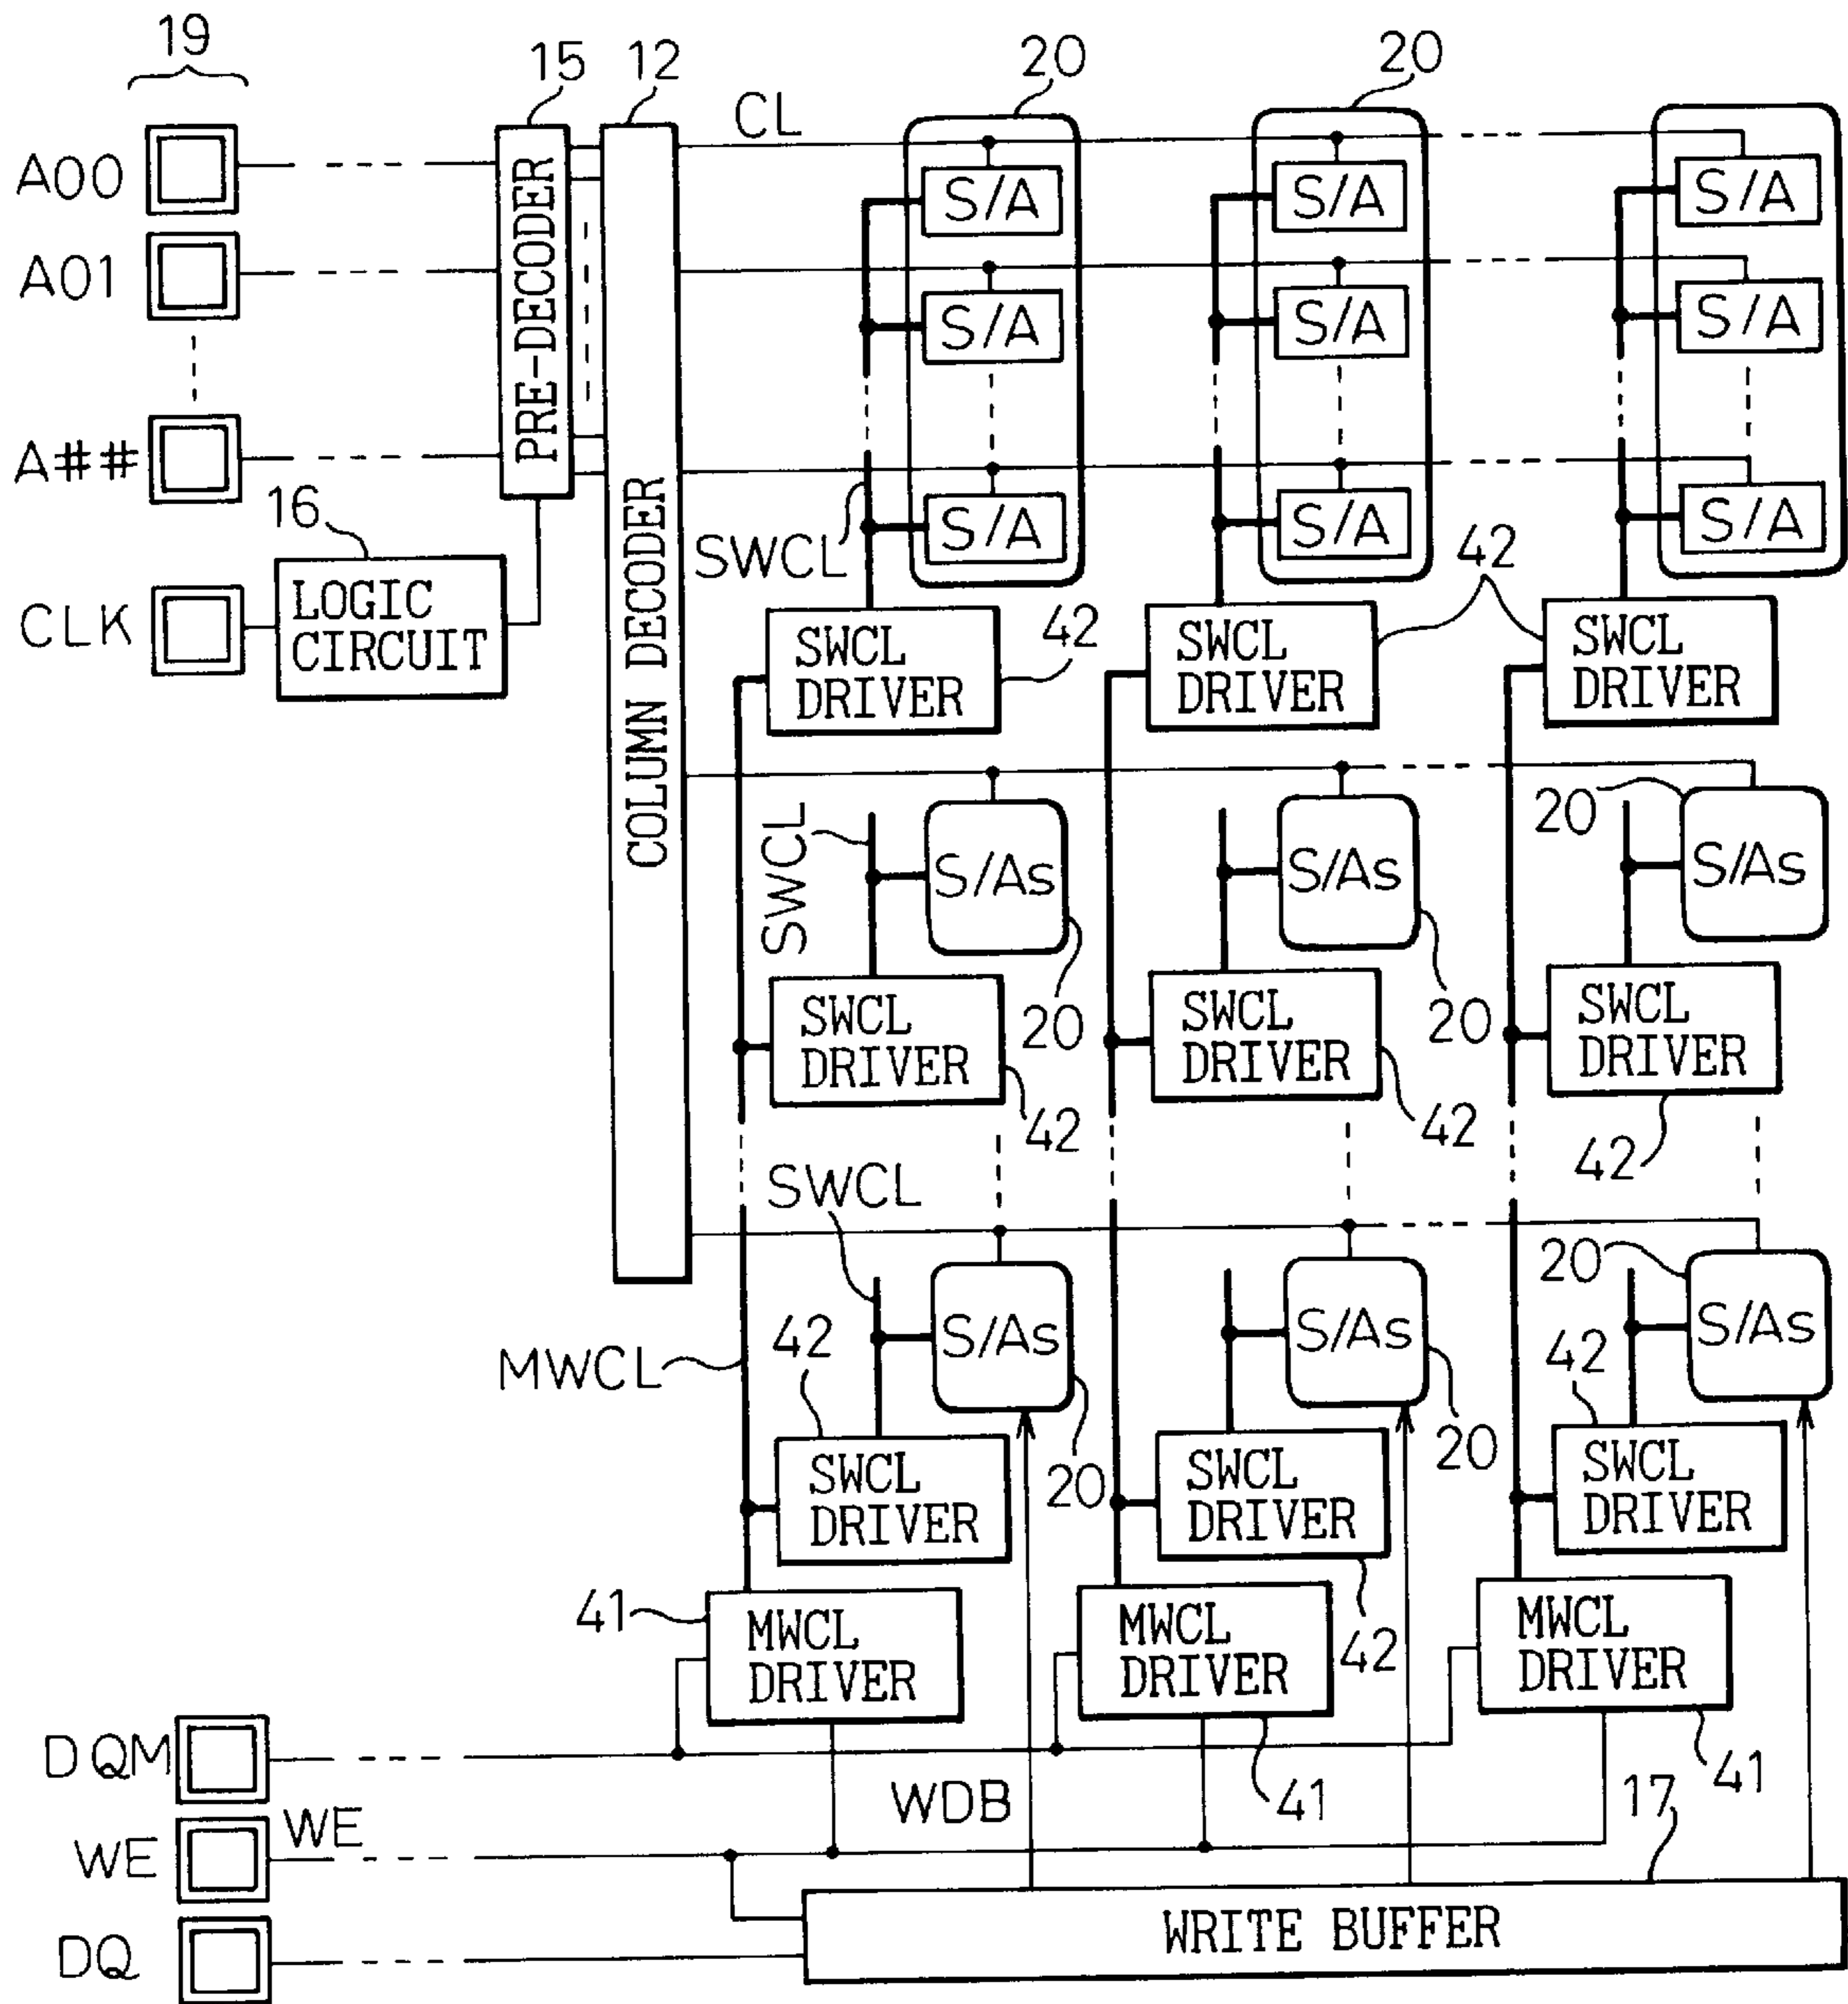 19
15
12
20
20
CL
A00
S/A
S/A
S/A
PRE-DECODER
A01
S/A
S/A
S/A
A##
16
S/A
S/A
S/A
SWCL
42
COLUMN DECODER
CLK
LOGIC
CIRCUIT
SWCL
DRIVER
42
SWCL
DRIVER
SWCL
DRIVER
20
SWCL
S/As
S/As
S/As
20
20
SWCL
DRIVER
SWCL
DRIVER
SWCL
DRIVER
42
42
42
SWCL
20
42
S/As
S/As
S/As
MWCL
42
20
20
SWCL
DRIVER
SWCL
DRIVER
SWCL
DRIVER
41
MWCL
DRIVER
MWCL
DRIVER
42
MWCL
DRIVER
DQM
WDB
41
17
41
WE
WE
DQ
WRITE BUFFER